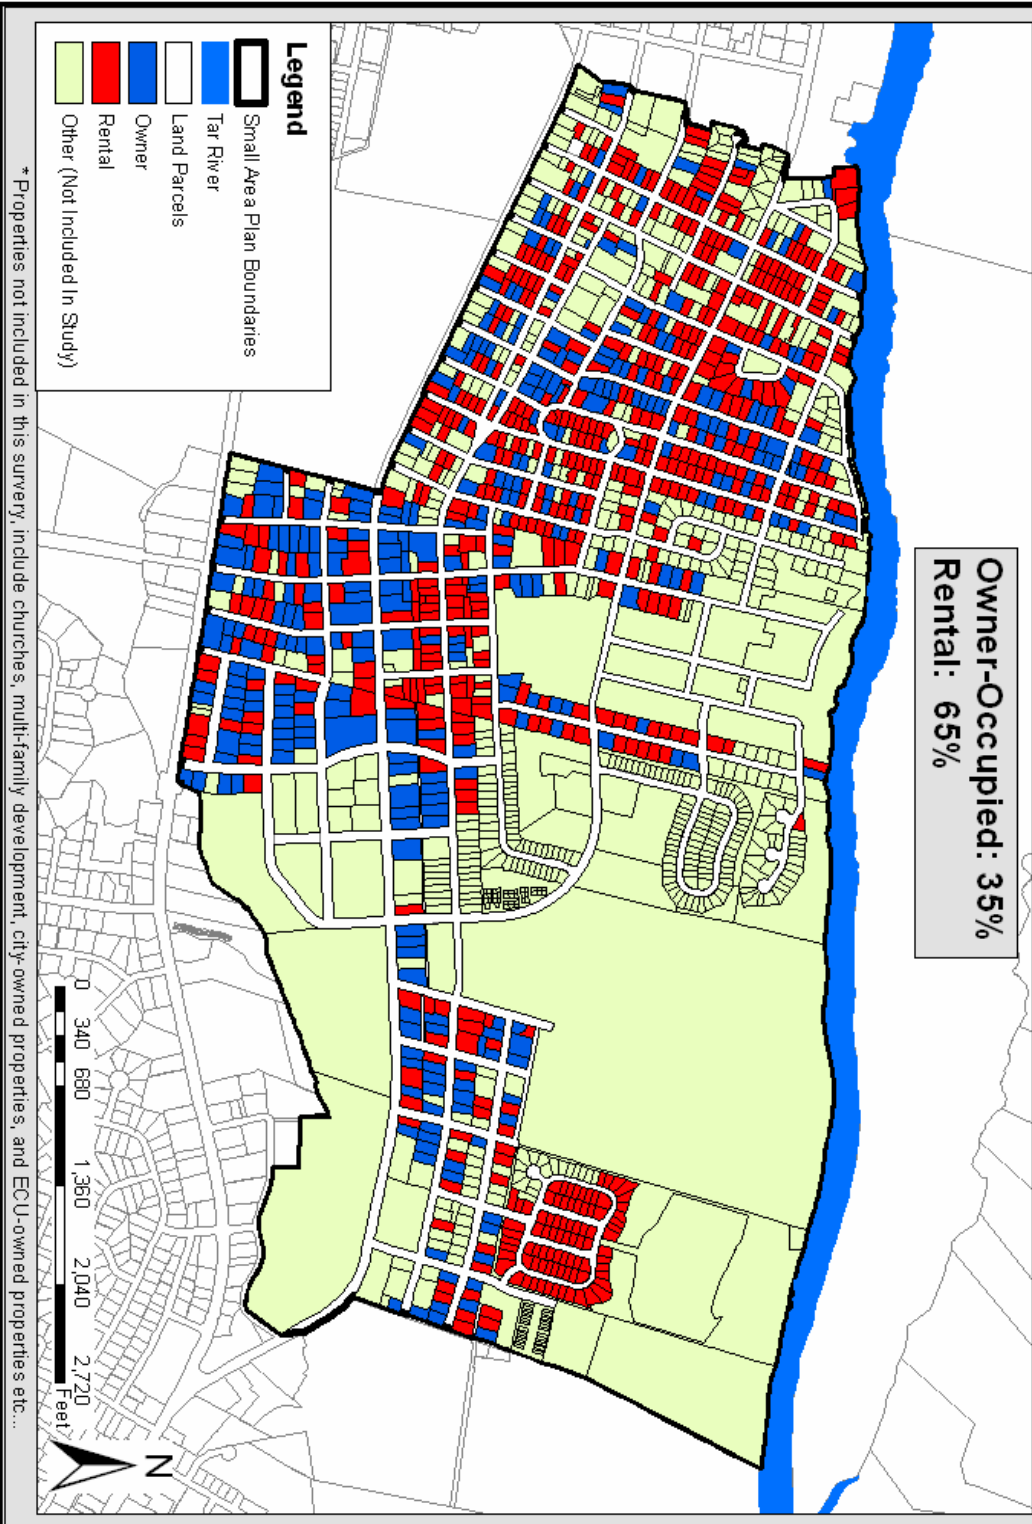 Owner-Occupied: 35%
Rental: 65%
Legend
Small Area Plan Boundaries
Tar River
Land Parcels
Owner
Rental
Other (Not Included In Study)
0 340 680 1,360 2,040 2,720
Feet
N
* Properties not included in this survery, include churches, multi-family development, city-owned properties, and ECU-owned properties etc...